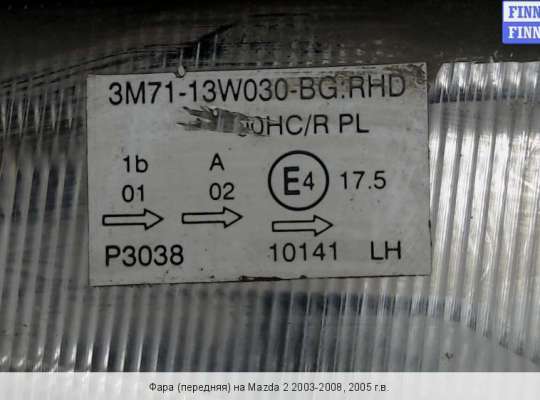 FINN
FINN
3M71-13W030-BG:RHD
0HC/R PL
1b A
01 02
E4 17.5
P3038 10141 LH
Фара (передняя) на Mazda 2 2003-2008, 2005 г.в.